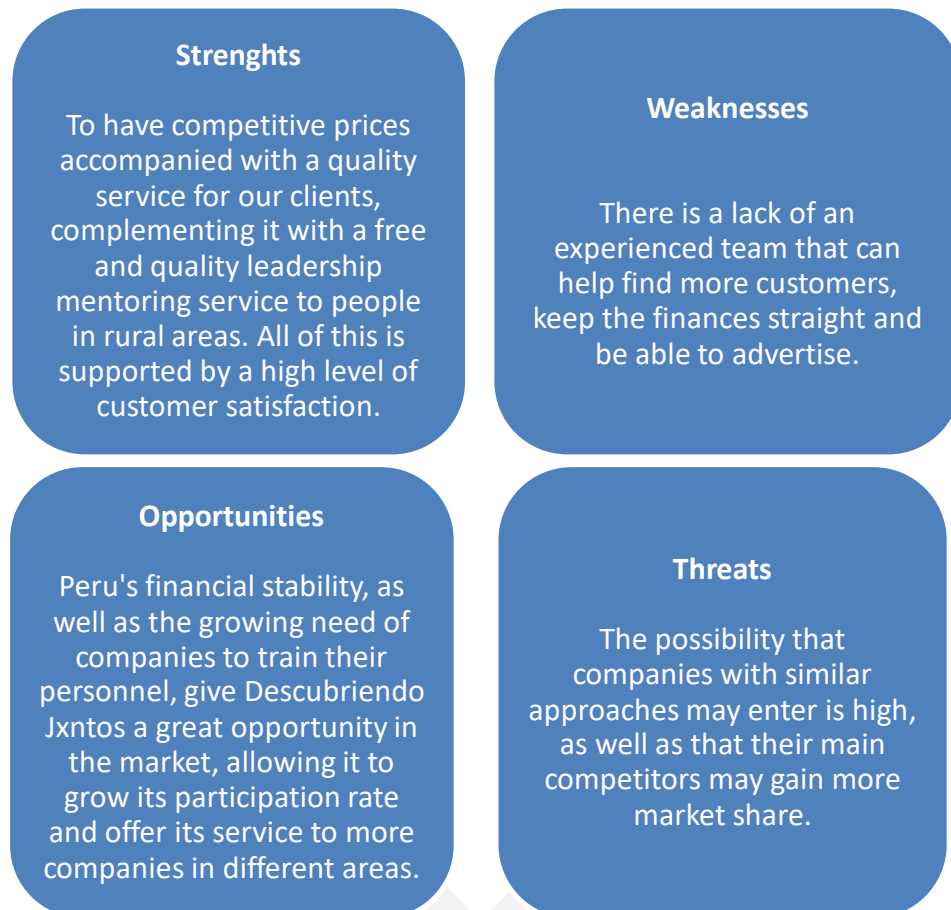 Strenghts
To have competitive prices
accompanied with a quality
service for our clients,
complementing it with a free
and quality leadership
mentoring service to people
in rural areas. All of this is
supported by a high level of
customer satisfaction.
Weaknesses
There is a lack of an
experienced team that can
help find more customers,
keep the finances straight and
be able to advertise.
Opportunities
Peru's financial stability, as
well as the growing need of
companies to train their
personnel, give Descubriendo
Jxntos a great opportunity in
the market, allowing it to
grow its participation rate
and offer its service to more
companies in different areas.
Threats
The possibility that
companies with similar
approaches may enter is high,
as well as that their main
competitors may gain more
market share.